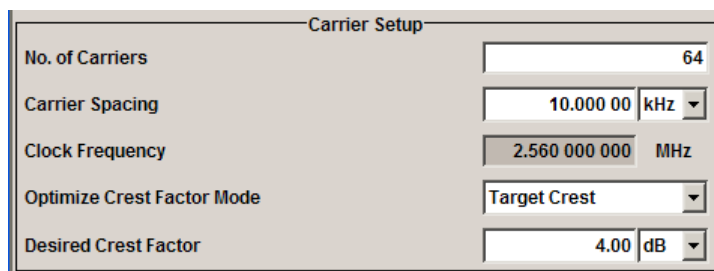 Carrier Setup
No. of Carriers 64
Carrier Spacing 10.000 00 kHz
Clock Frequency 2.560 000 000 MHz
Optimize Crest Factor Mode Target Crest
Desired Crest Factor 4.00 dB